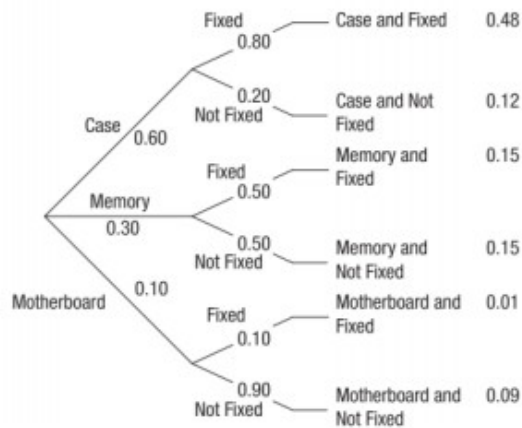 Fixed
0.80
Case and Fixed 0.48
0.20
Not Fixed
Case and Not 0.12
Fixed
Case
0.60
Fixed
0.50
Memory and 0.15
Fixed
Memory
0.30
0.50
Not Fixed
Memory and 0.15
Not Fixed
0.10
Motherboard
Fixed
0.10
Motherboard and 0.01
Fixed
0.90
Not Fixed
Motherboard and 0.09
Not Fixed